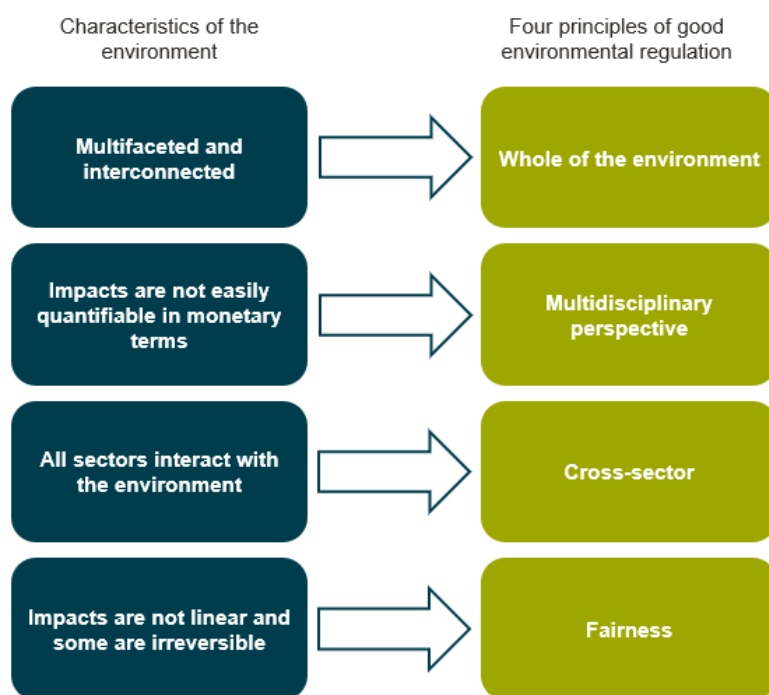 Characteristics of the
environment
Four principles of good
environmental regulation
Multifaceted and
interconnected
Whole of the environment
Impacts are not easily
quantifiable in monetary
terms
Multidisciplinary
perspective
All sectors interact with
the environment
Cross-sector
Impacts are not linear and
some are irreversible
Fairness